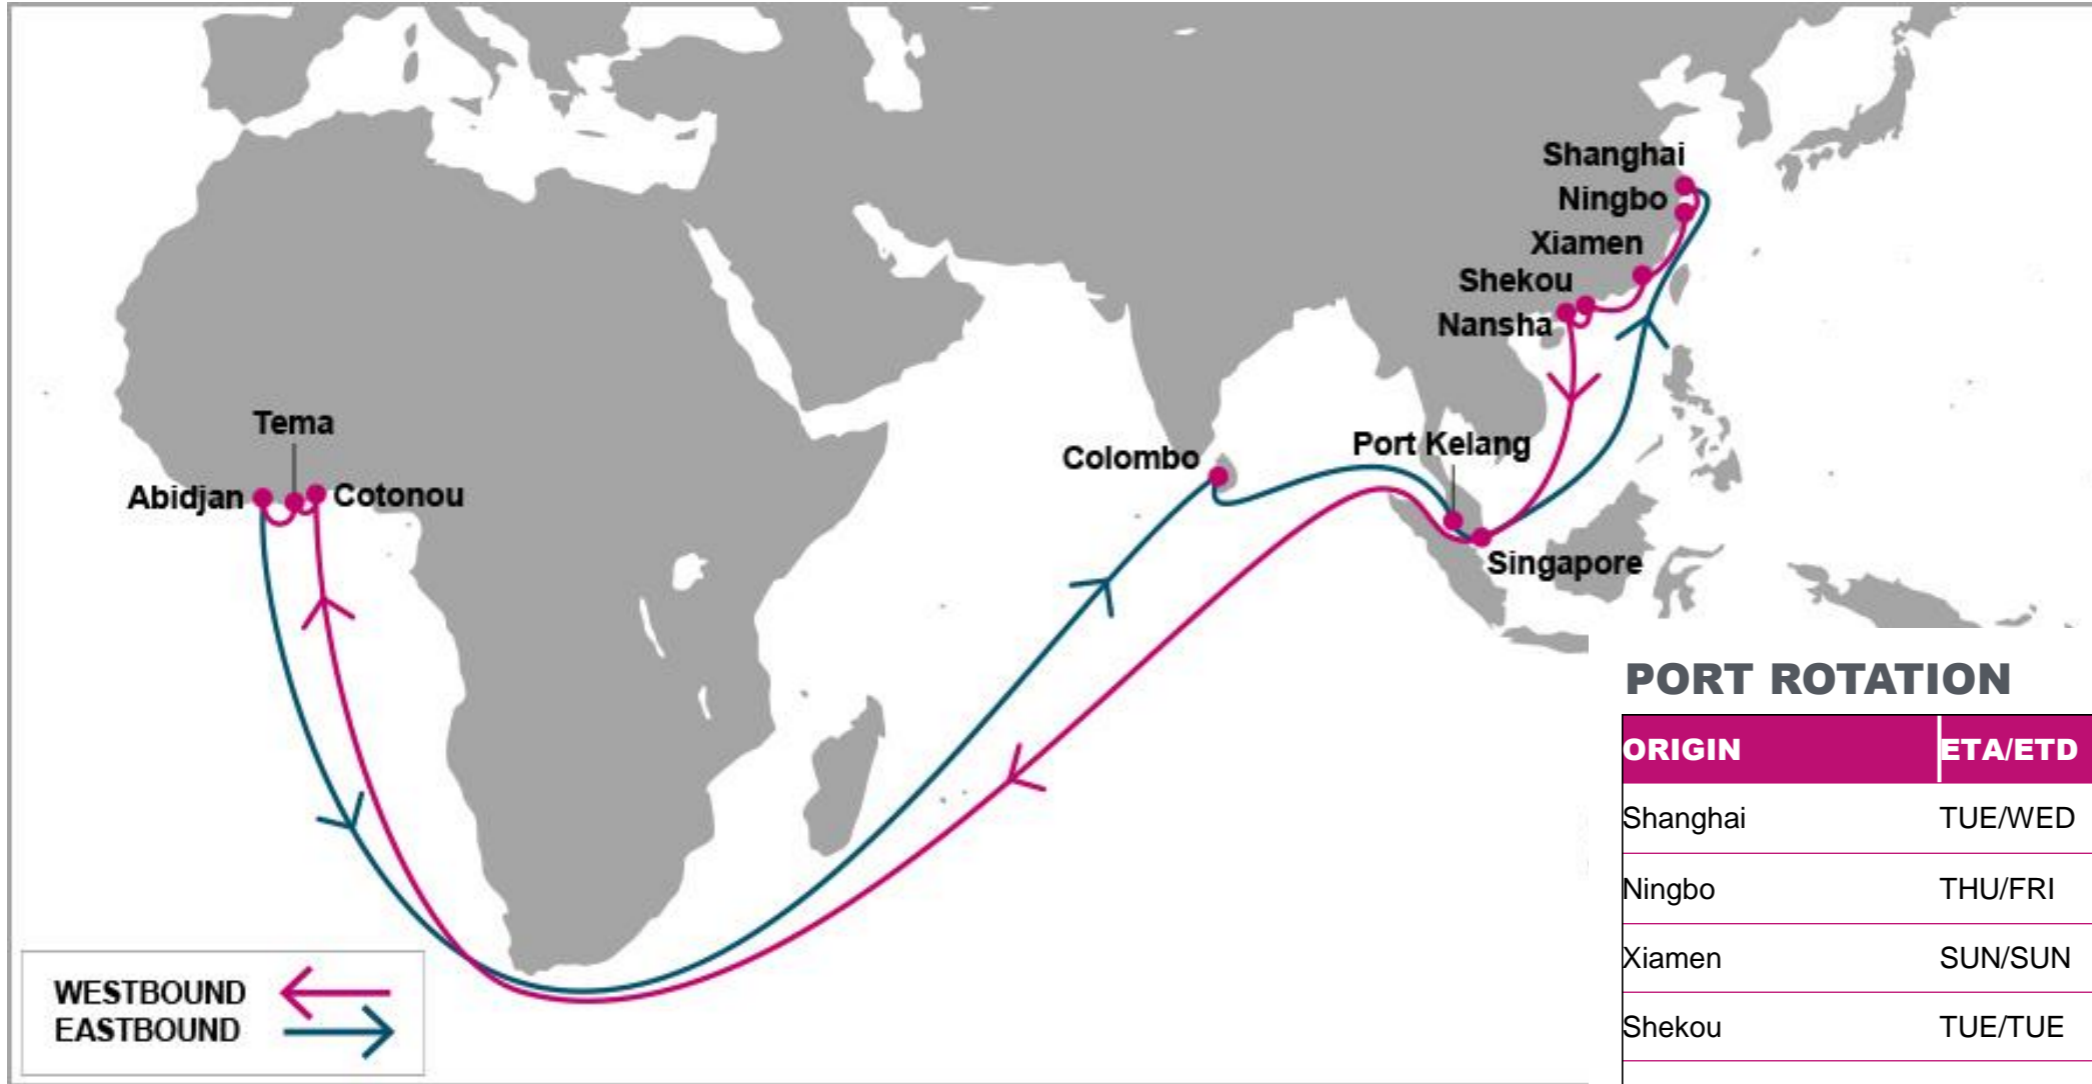 Shanghai
Ningbo
Xiamen
Shekou
Nansha
Tema
Abidjan
Cotonou
Colombo
Port Kelang
Singapore
WESTBOUND
EASTBOUND
PORT ROTATION
ORIGIN ETA/ETD
Shanghai TUE/WED
Ningbo THU/FRI
Xiamen SUN/SUN
Shekou TUE/TUE